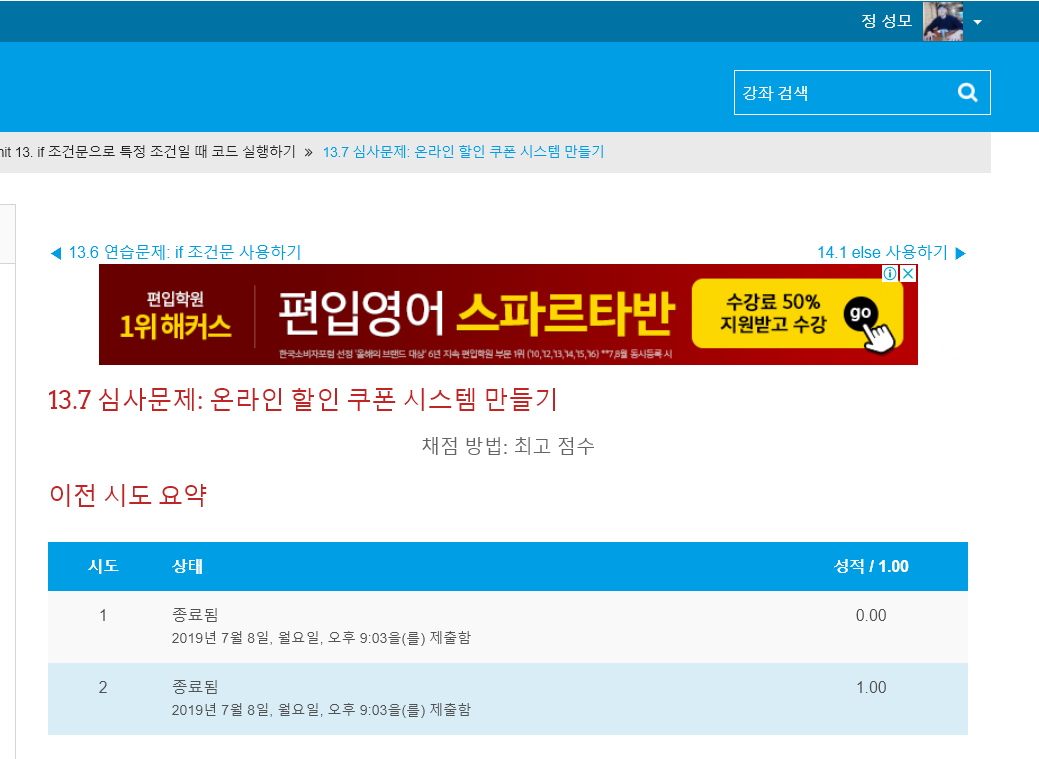 정 성모
강좌 검색
nit 13. if 조건문으로 특정 조건일 때 코드 실행하기 » 13.7 심사문제: 온라인 할인 쿠폰 시스템 만들기
◀ 13.6 연습문제: if 조건문 사용하기 14.1 else 사용하기 ▶
편입학원
1위 해커스
편입영어 스파르타반
한국소비자포럼 선정 '올해의 브랜드 대상' 6년 지속 편입학원 부문 1위 ('10,'12,'13,'14,'15,'16) **7,8월 동시등록 시
수강료 50%
지원받고 수강
go
13.7 심사문제: 온라인 할인 쿠폰 시스템 만들기
채점 방법: 최고 점수
이전 시도 요약
시도 상태 성적 / 1.00
1 종료됨 0.00
2019년 7월 8일, 월요일, 오후 9:03을(를) 제출함
2 종료됨 1.00
2019년 7월 8일, 월요일, 오후 9:03을(를) 제출함